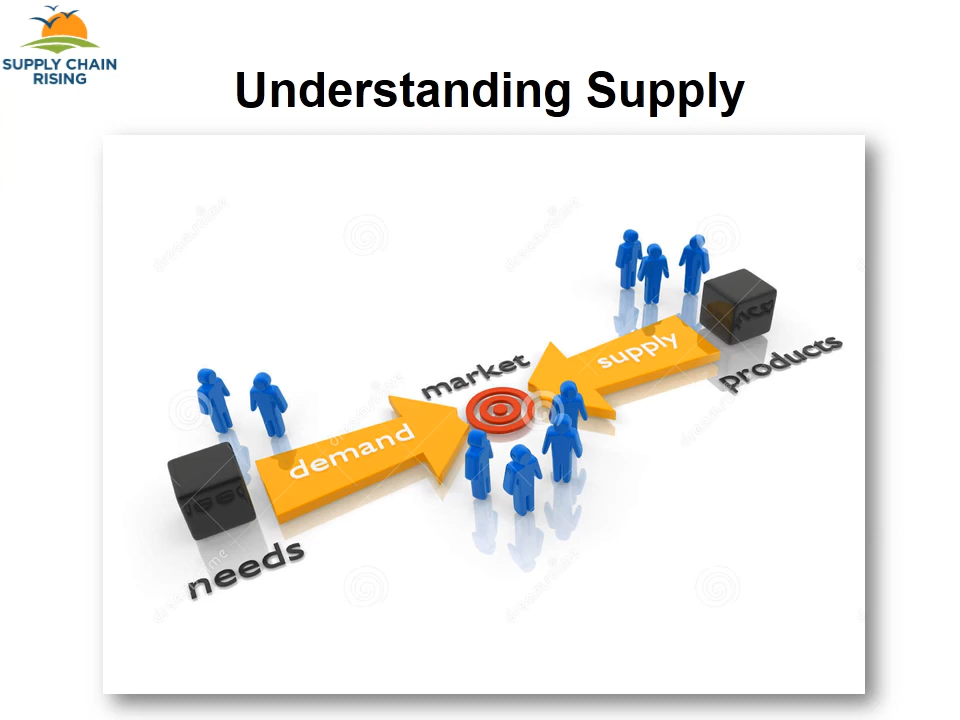 SUPPLY CHAIN
RISING
Understanding Supply
supply
products
market
demand
needs